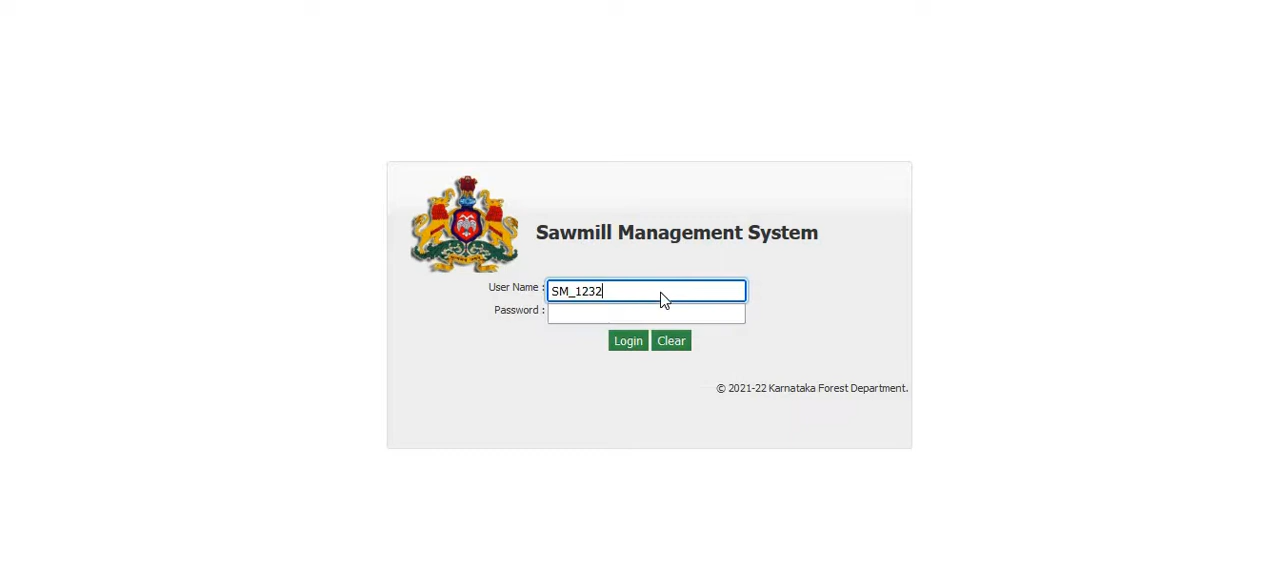 Sawmill Management System
User Name : SM_1232
Password :
Login Clear
© 2021-22 Karnataka Forest Department.